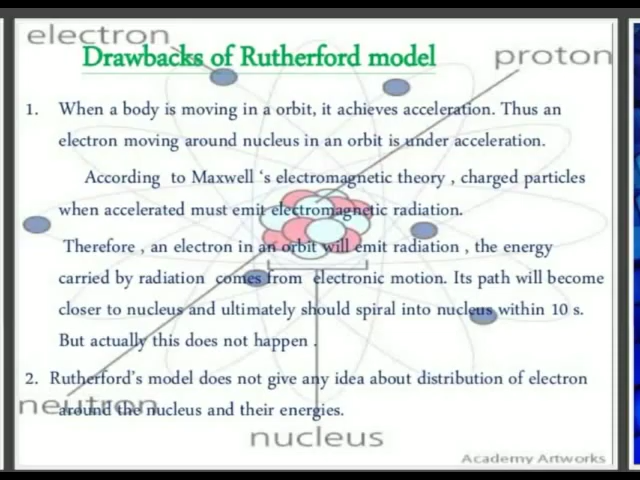 electron
Drawbacks of Rutherford model
proton
1. When a body is moving in a orbit, it achieves acceleration. Thus an
electron moving around nucleus in an orbit is under acceleration.
According to Maxwell 's electromagnetic theory , charged particles
when accelerated must emit electromagnetic radiation.
Therefore , an electron in an orbit will emit radiation , the energy
carried by radiation comes from electronic motion. Its path will become
closer to nucleus and ultimately should spiral into nucleus within 10 s.
But actually this does not happen .
2. Rutherford's model does not give any idea about distribution of electron
around the nucleus and their energies.
neutron
nucleus
Academy Artworks